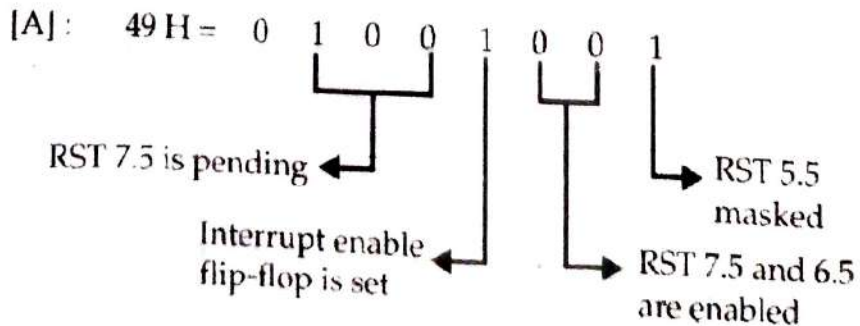 [A] : 49 H = 0 1 0 0 1 0 0 1
RST 7.5 is pending
RST 5.5
masked
Interrupt enable
flip-flop is set
RST 7.5 and 6.5
are enabled